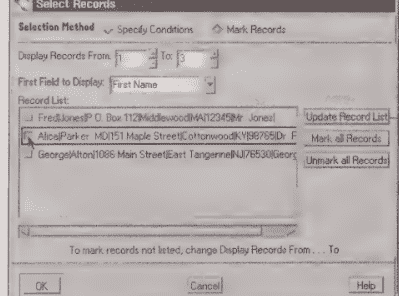 Select Records
Selection Method Specify Conditions Mark Records
Display Records From: 1 To: 3
First Field to Display: First Name
Record List:
Fred|Jones|P.O. Box 112|Middlewood|MA|12345|Mr. Jones|
Update Record List
Alice|Parker MD|151 Maple Street|Cottonwood|KY|98765|Dr. P
Mark all Records
George|Alton|1086 Main Street|East Tangerine|NJ|76530|Georg
Unmark all Records
To mark records not listed, change Display Records From . . . To
OK Cancel Help